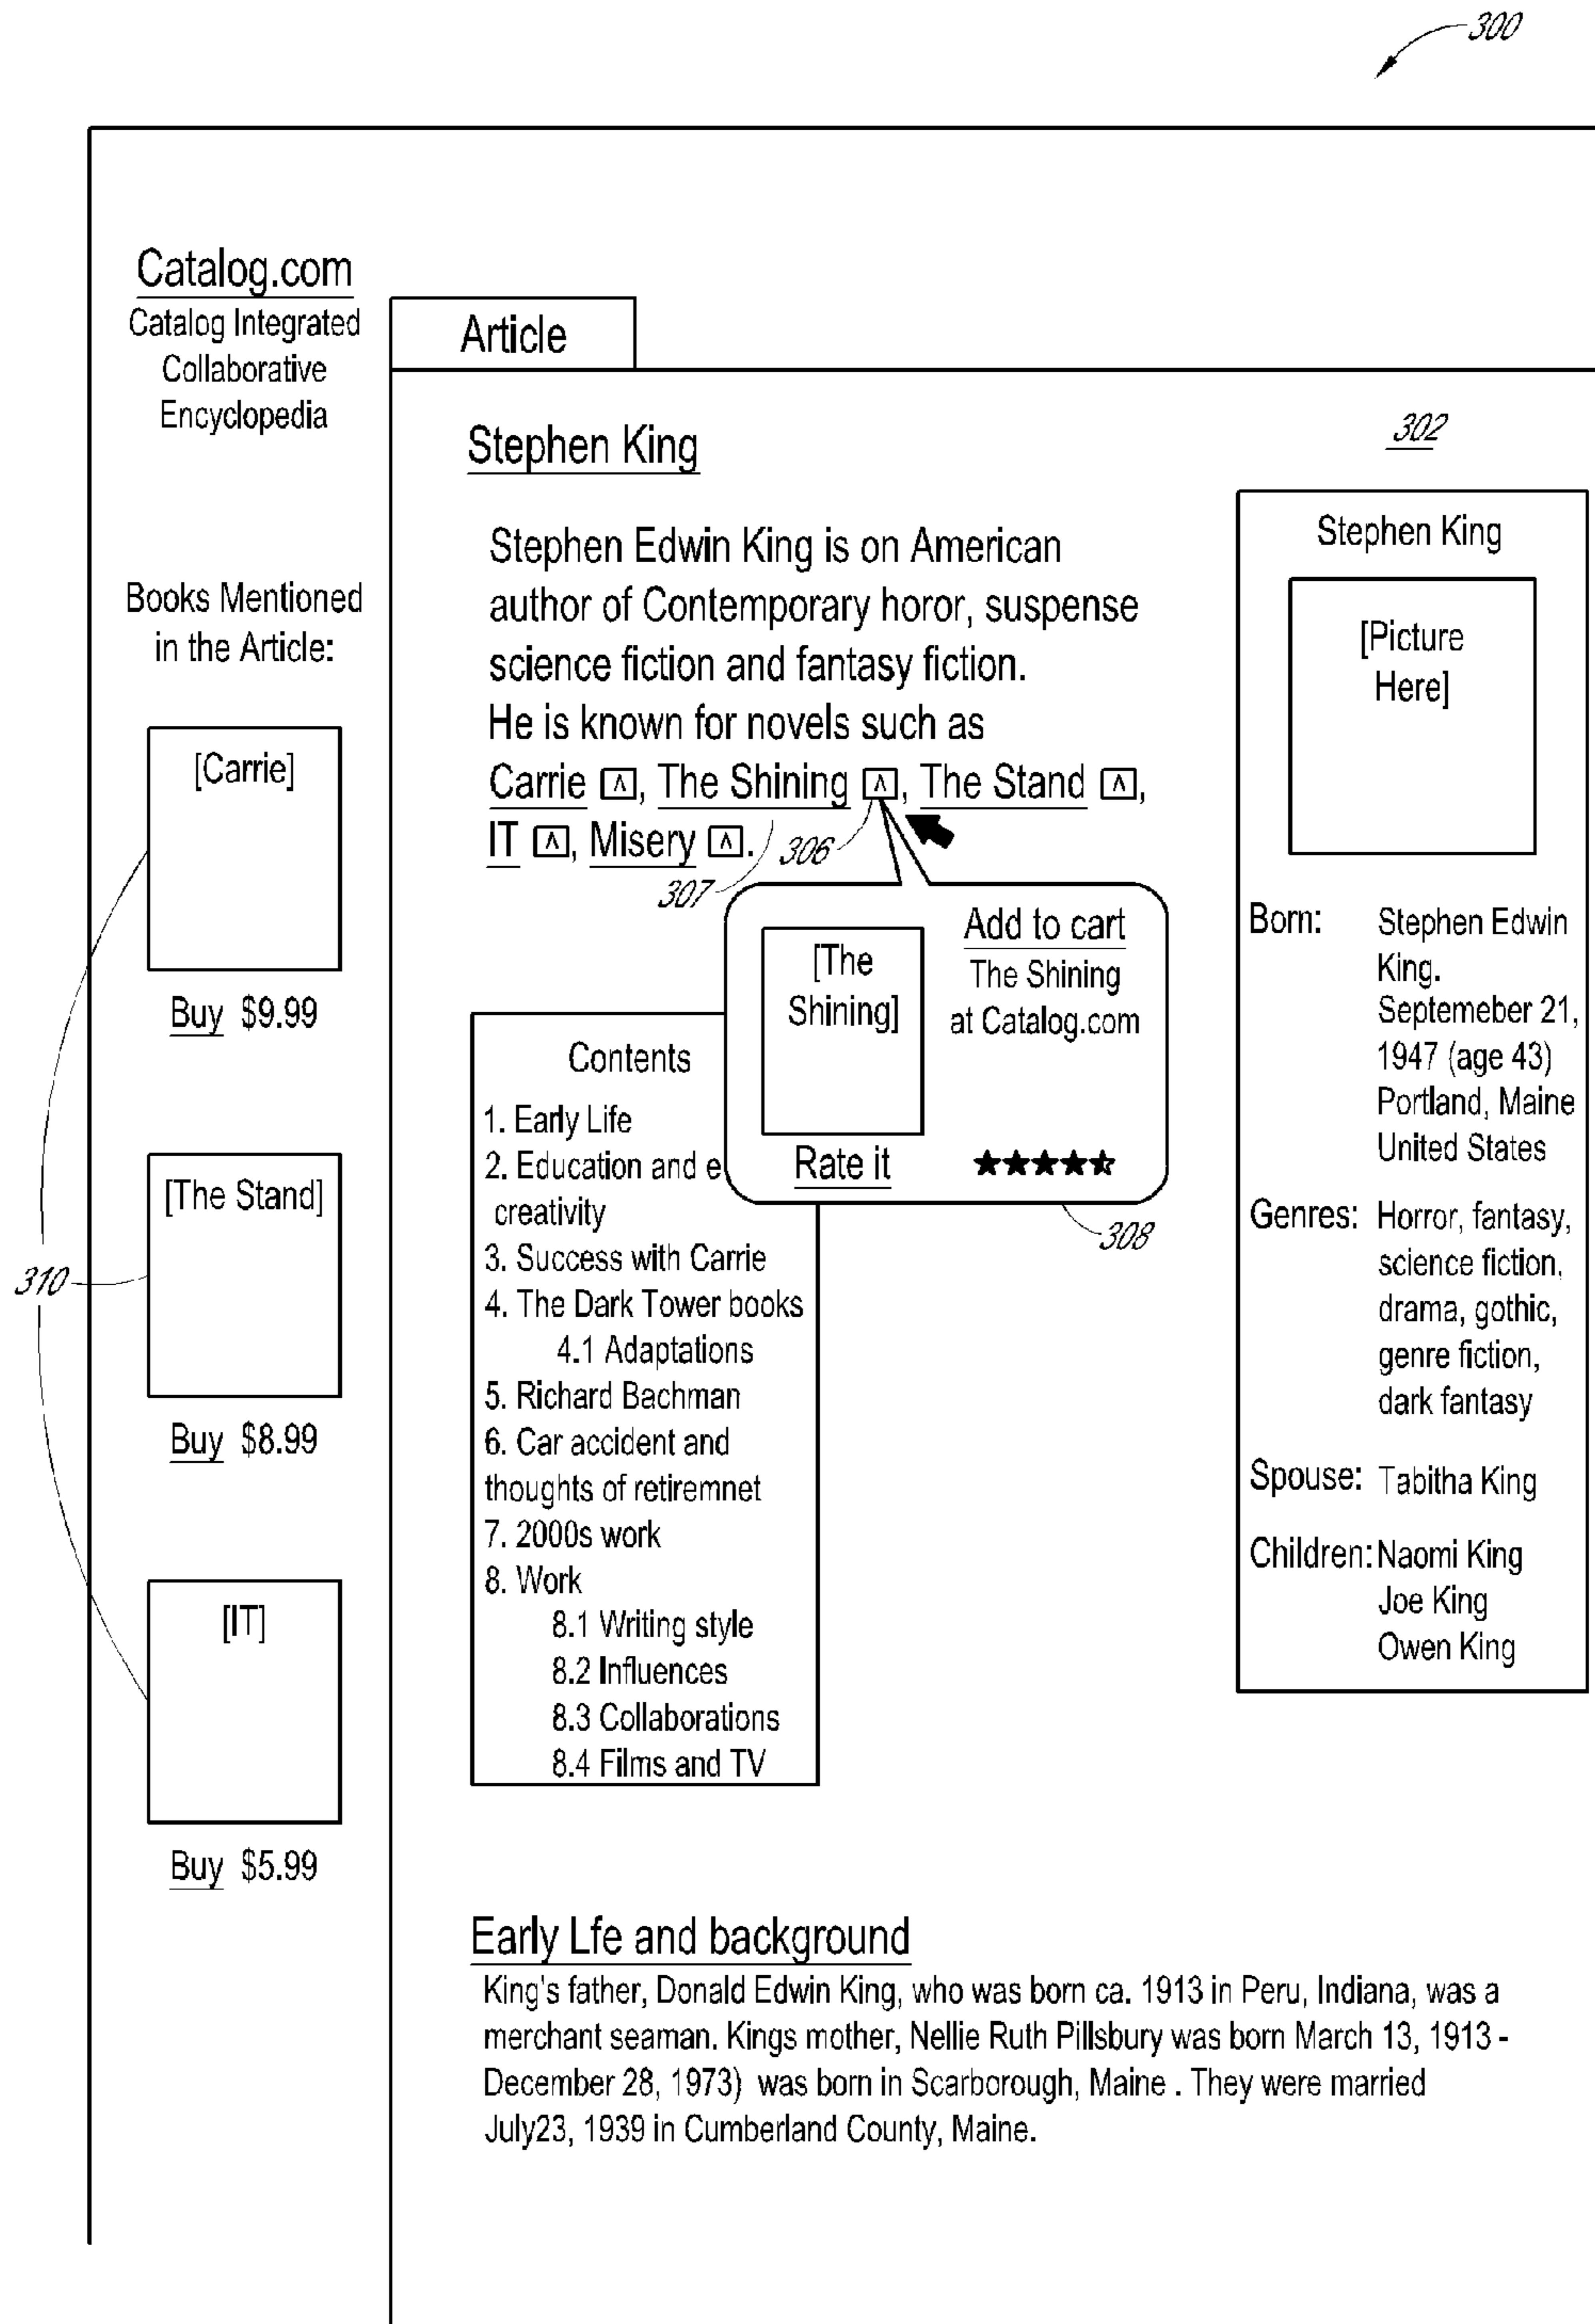 300
Catalog.com
Catalog Integrated
Collaborative
Encyclopedia
Books Mentioned
in the Article:
[Carrie]
Buy $9.99
[The Stand]
Buy $8.99
310
[IT]
Buy $5.99
Article
Stephen King
302
Stephen Edwin King is on American
author of Contemporary horor, suspense
science fiction and fantasy fiction.
He is known for novels such as
Carrie ^, The Shining ^, The Stand ^,
IT ^, Misery ^.
306
307
[The
Shining]
Add to cart
The Shining
at Catalog.com
Rate it
308
Contents
1. Early Life
2. Education and e
creativity
3. Success with Carrie
4. The Dark Tower books
4.1 Adaptations
5. Richard Bachman
6. Car accident and
thoughts of retiremnet
7. 2000s work
8. Work
8.1 Writing style
8.2 Influences
8.3 Collaborations
8.4 Films and TV
Stephen King
[Picture
Here]
Born: Stephen Edwin
King.
Septemeber 21,
1947 (age 43)
Portland, Maine
United States
Genres: Horror, fantasy,
science fiction,
drama, gothic,
genre fiction,
dark fantasy
Spouse: Tabitha King
Children: Naomi King
Joe King
Owen King
Early Lfe and background
King's father, Donald Edwin King, who was born ca. 1913 in Peru, Indiana, was a
merchant seaman. Kings mother, Nellie Ruth Pillsbury was born March 13, 1913 -
December 28, 1973) was born in Scarborough, Maine . They were married
July23, 1939 in Cumberland County, Maine.